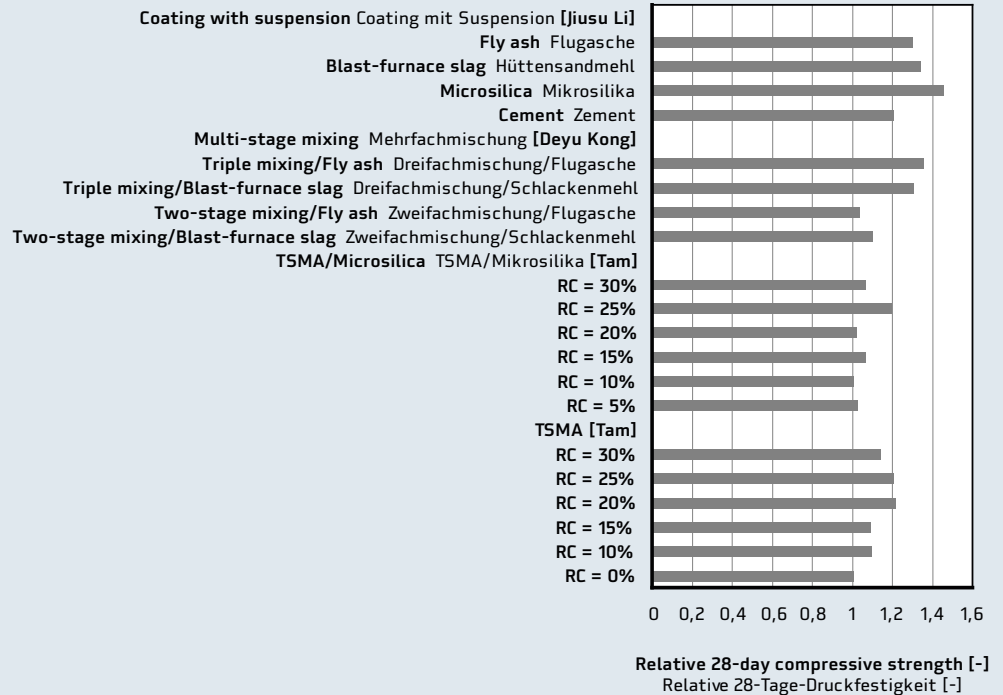 Coating with suspension Coating mit Suspension [Jiusu Li]
Fly ash Flugasche
Blast-furnace slag Hüttensandmehl
Microsilica Mikrosilika
Cement Zement
Multi-stage mixing Mehrfachmischung [Deyu Kong]
Triple mixing/Fly ash Dreifachmischung/Flugasche
Triple mixing/Blast-furnace slag Dreifachmischung/Schlackenmehl
Two-stage mixing/Fly ash Zweifachmischung/Flugasche
Two-stage mixing/Blast-furnace slag Zweifachmischung/Schlackenmehl
TSMA/Microsilica TSMA/Mikrosilika [Tam]
RC = 30%
RC = 25%
RC = 20%
RC = 15%
RC = 10%
RC = 5%
TSMA [Tam]
RC = 30%
RC = 25%
RC = 20%
RC = 15%
RC = 10%
RC = 0%
0 0,2 0,4 0,6 0,8 1 1,2 1,4 1,6
Relative 28-day compressive strength [-]
Relative 28-Tage-Druckfestigkeit [-]